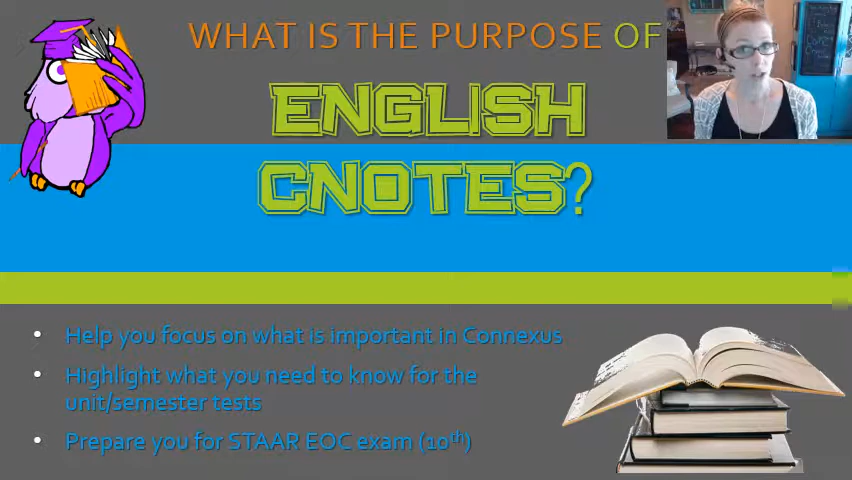 WHAT IS THE PURPOSE OF
ENGLISH
CNOTES?
• Help you focus on what is important in Connexus
• Highlight what you need to know for the
unit/semester tests
• Prepare you for STAAR EOC exam (10th)